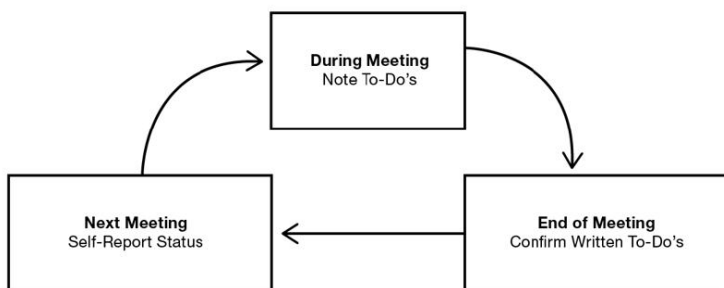 During Meeting
Note To-Do's
End of Meeting
Confirm Written To-Do's
Next Meeting
Self-Report Status